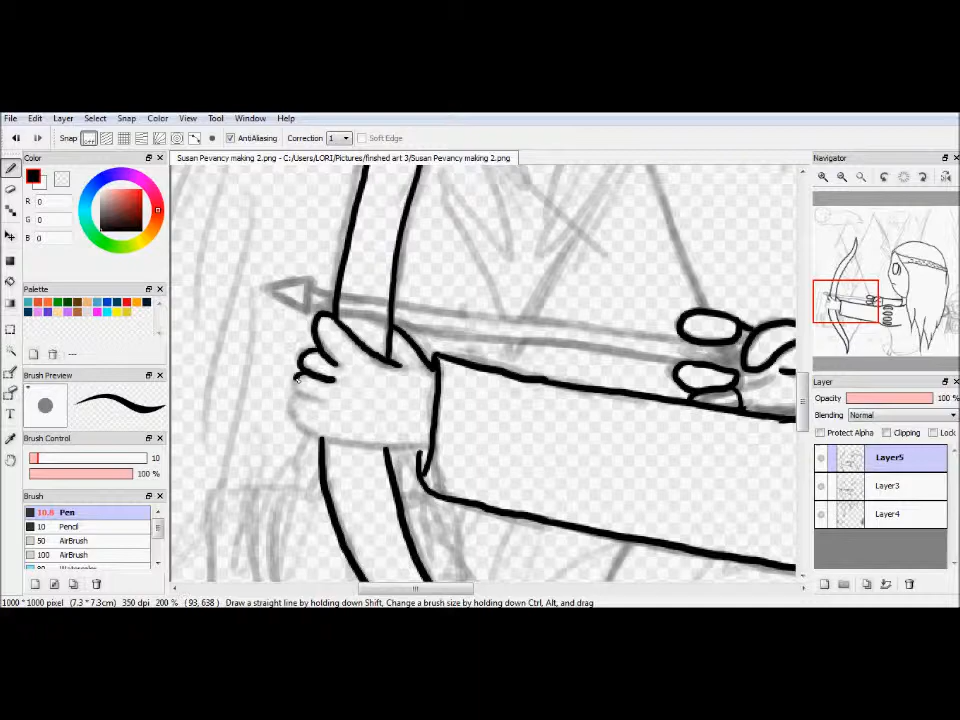 File Edit Layer Select Snap Color View Tool Window Help
Snap OFF AntiAliasing Correction 1 Soft Edge
Color
Susan Pevancy making 2.png - C:/Users/LORI/Pictures/finshed art 3/Susan Pevancy making 2.png
Navigator
R 0
G 0
B 0
Palette
---
Brush Preview
Brush Control
10
100 %
Brush
10.6 Pen
10 Pencil
50 AirBrush
100 AirBrush
Layer
Opacity 100 %
Blending Normal
Protect Alpha Clipping Lock
Layer5
Layer3
Layer4
1000 * 1000 pixel (7.3 * 7.3cm) 350 dpi 200 % ( 93, 638 ) Draw a straight line by holding down Shift, Change a brush size by holding down Ctrl, Alt, and drag